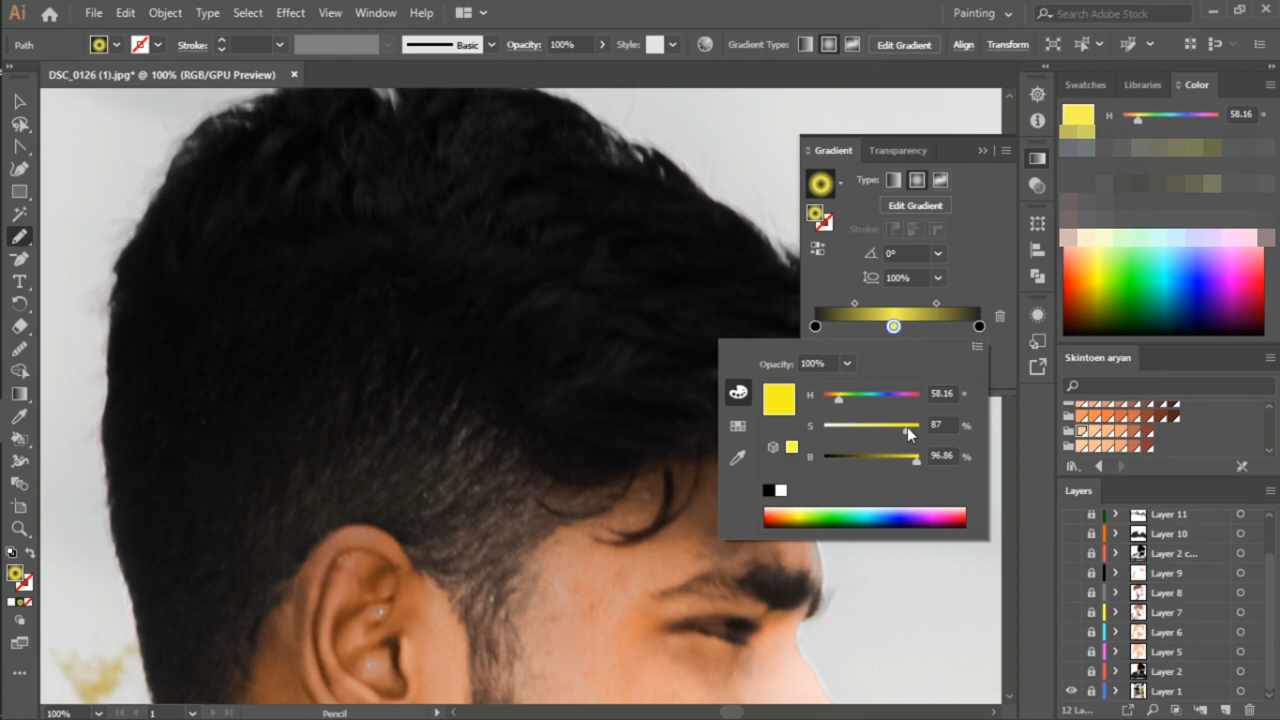 Ai File Edit Object Type Select Effect View Window Help Painting Search Adobe Stock
Path Stroke: Basic Opacity: 100% Style: Gradient Type: Edit Gradient Align Transform
DSC_0126 (1).jpg* @ 100% (RGB/GPU Preview)
Swatches Libraries Color
H 58.16 °
Gradient Transparency
Type:
Edit Gradient
Stroke:
0°
100%
Opacity: 100%
H 58.16 °
S 87 %
B 96.86 %
Skintoen aryan
Layers
Layer 11
Layer 10
Layer 2 c...
Layer 9
Layer 8
Layer 7
Layer 6
Layer 5
Layer 2
Layer 1
12 La...
100% 1 Pencil